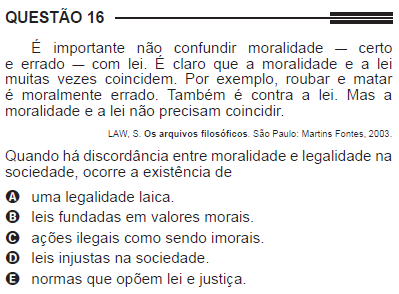 QUESTÃO 16
É importante não confundir moralidade — certo
e errado — com lei. É claro que a moralidade e a lei
muitas vezes coincidem. Por exemplo, roubar e matar
é moralmente errado. Também é contra a lei. Mas a
moralidade e a lei não precisam coincidir.
LAW, S. Os arquivos filosóficos. São Paulo: Martins Fontes, 2003.
Quando há discordância entre moralidade e legalidade na
sociedade, ocorre a existência de
A uma legalidade laica.
B leis fundadas em valores morais.
C ações ilegais como sendo imorais.
D leis injustas na sociedade.
E normas que opõem lei e justiça.